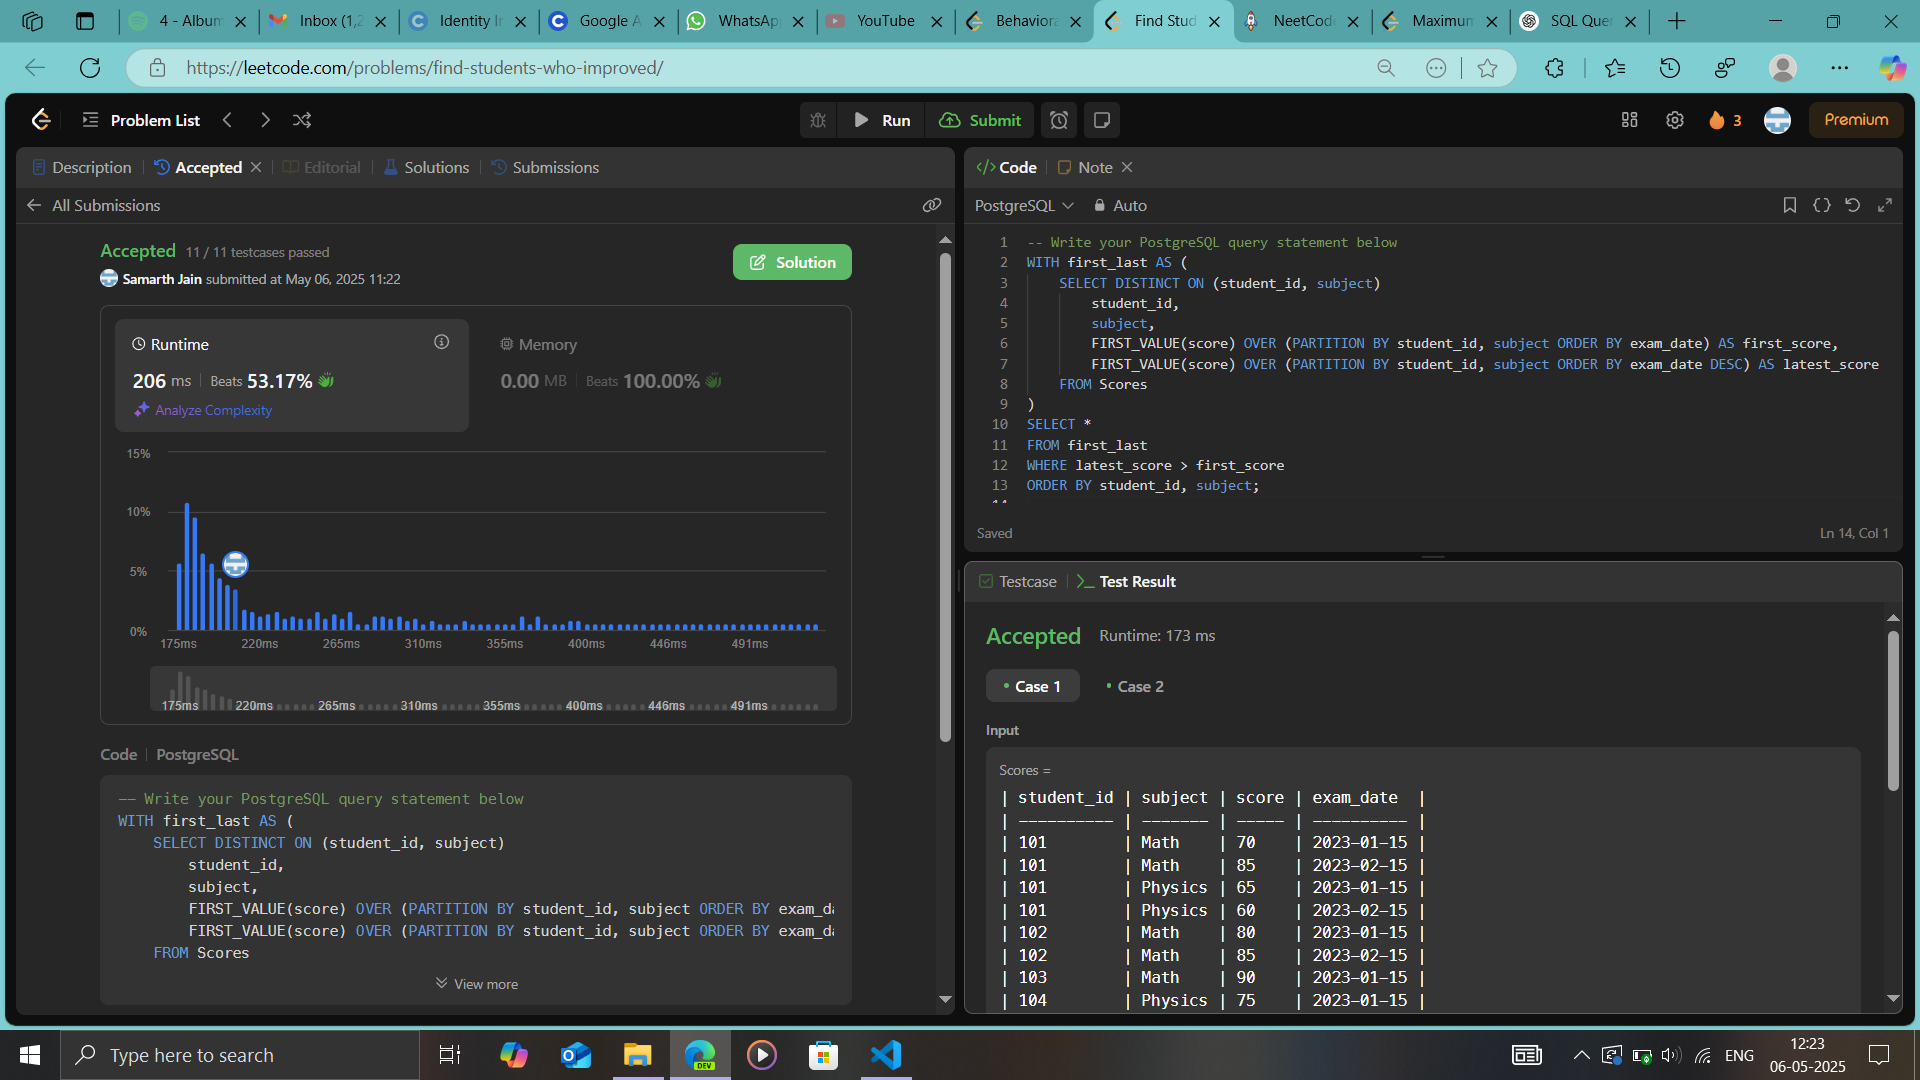 4 - Album
Inbox (1,2
Identity In
Google A
WhatsApp
YouTube
Behaviora
Find Stud
NeetCode
Maximum
SQL Quer
https://leetcode.com/problems/find-students-who-improved/
Problem List
Run
Submit
3
Premium
Description
Accepted
Editorial
Solutions
Submissions
All Submissions
Accepted 11 / 11 testcases passed
Samarth Jain submitted at May 06, 2025 11:22
Solution
Runtime
206 ms Beats 53.17%
Analyze Complexity
Memory
0.00 MB Beats 100.00%
15%
10%
5%
0%
175ms 220ms 265ms 310ms 355ms 400ms 446ms 491ms
175ms 220ms 265ms 310ms 355ms 400ms 446ms 491ms
Code PostgreSQL
-- Write your PostgreSQL query statement below
WITH first_last AS (
SELECT DISTINCT ON (student_id, subject)
student_id,
subject,
FIRST_VALUE(score) OVER (PARTITION BY student_id, subject ORDER BY exam_da
FIRST_VALUE(score) OVER (PARTITION BY student_id, subject ORDER BY exam_da
FROM Scores
View more
</> Code
Note
PostgreSQL
Auto
1 -- Write your PostgreSQL query statement below
2 WITH first_last AS (
3 SELECT DISTINCT ON (student_id, subject)
4 student_id,
5 subject,
6 FIRST_VALUE(score) OVER (PARTITION BY student_id, subject ORDER BY exam_date) AS first_score,
7 FIRST_VALUE(score) OVER (PARTITION BY student_id, subject ORDER BY exam_date DESC) AS latest_score
8 FROM Scores
9 )
10 SELECT *
11 FROM first_last
12 WHERE latest_score > first_score
13 ORDER BY student_id, subject;
Saved
Ln 14, Col 1
Testcase
Test Result
Accepted Runtime: 173 ms
Case 1
Case 2
Input
Scores =
| student_id | subject | score | exam_date |
| ---------- | ------- | ----- | ---------- |
| 101 | Math | 70 | 2023-01-15 |
| 101 | Math | 85 | 2023-02-15 |
| 101 | Physics | 65 | 2023-01-15 |
| 101 | Physics | 60 | 2023-02-15 |
| 102 | Math | 80 | 2023-01-15 |
| 102 | Math | 85 | 2023-02-15 |
| 103 | Math | 90 | 2023-01-15 |
| 104 | Physics | 75 | 2023-01-15 |
Type here to search
DEV
ENG
12:23
06-05-2025